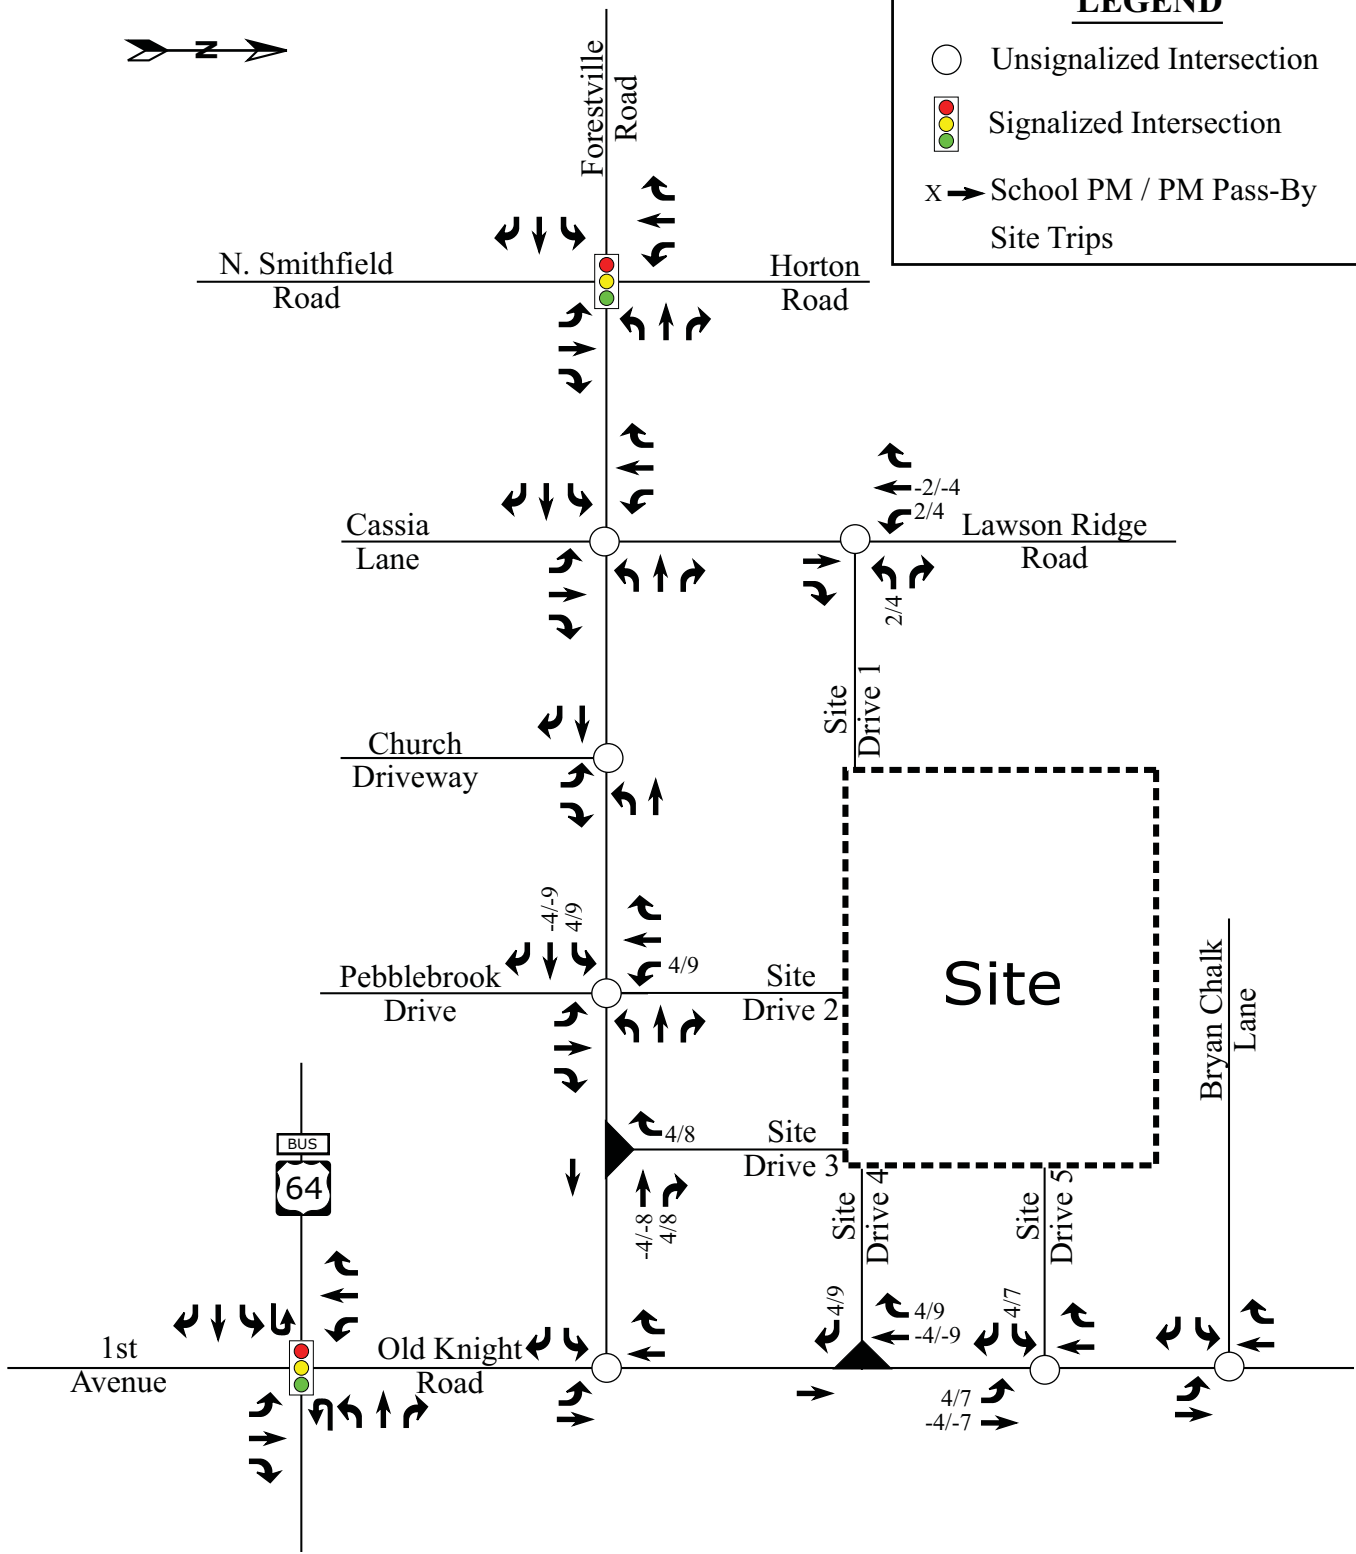 LEGEND
Unsignalized Intersection
Signalized Intersection
X School PM / PM Pass-By
Site Trips
N
Forestville
Road
N. Smithfield
Road
Horton
Road
Cassia
Lane
-2/-4
2/4
Lawson Ridge
Road
2/4
Site
Drive 1
Church
Driveway
-4/-9
4/9
4/9
Pebblebrook
Drive
Site
Drive 2
Site
Bryan Chalk
Lane
4/8
Site
Drive 3
-4/-8
4/8
BUS
64
Site
Drive 4
Site
Drive 5
4/9
4/9
-4/-9
4/7
1st
Avenue
Old Knight
Road
4/7
-4/-7